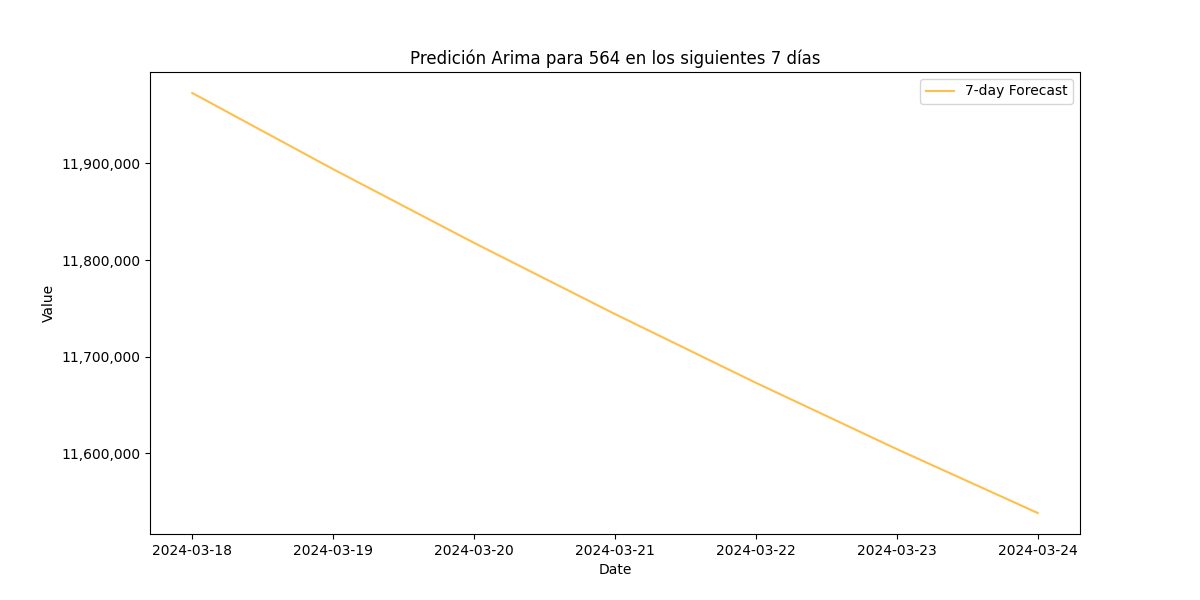 Predición Arima para 564 en los siguientes 7 días
7-day Forecast
Value
11,900,000
11,800,000
11,700,000
11,600,000
2024-03-18 2024-03-19 2024-03-20 2024-03-21 2024-03-22 2024-03-23 2024-03-24
Date